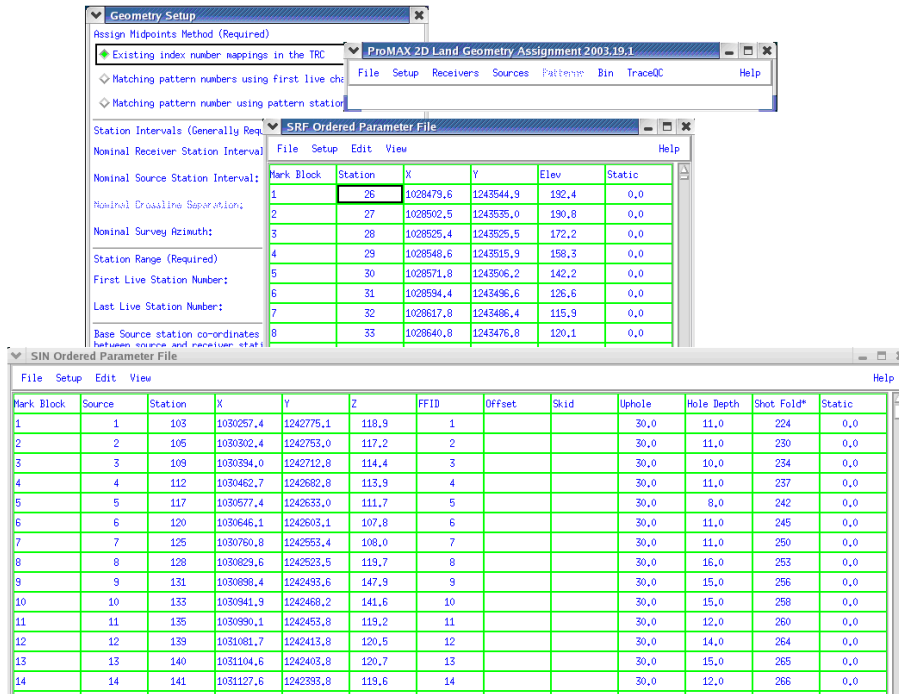 Geometry Setup
Assign Midpoints Method (Required)
Existing index number mappings in the TRC
Matching pattern numbers using first live cha
Matching pattern number using pattern station
Station Intervals (Generally Requ
Nominal Receiver Station Interval
Nominal Source Station Interval:
Nominal Crossline Separation:
Nominal Survey Azimuth:
Station Range (Required)
First Live Station Number:
Last Live Station Number:
Base Source station co-ordinates
between source and receiver stati
ProMAX 2D Land Geometry Assignment 2003.19.1
File Setup Receivers Sources Patterns Bin TraceQC Help
SRF Ordered Parameter File
File Setup Edit View Help
Mark Block Station X Y Elev Static
1 26 1028479.6 1243544.9 192.4 0.0
2 27 1028502.5 1243535.0 190.8 0.0
3 28 1028525.4 1243525.5 172.2 0.0
4 29 1028548.6 1243515.9 158.3 0.0
5 30 1028571.8 1243506.2 142.2 0.0
6 31 1028594.4 1243496.6 126.6 0.0
7 32 1028617.8 1243486.4 115.9 0.0
8 33 1028640.8 1243476.8 120.1 0.0
SIN Ordered Parameter File
File Setup Edit View Help
Mark Block Source Station X Y Z FFID Offset Skid Uphole Hole Depth Shot Fold* Static
1 1 103 1030257.4 1242775.1 118.9 1 30.0 11.0 224 0.0
2 2 105 1030302.4 1242753.0 117.2 2 30.0 11.0 230 0.0
3 3 109 1030394.0 1242712.8 114.4 3 30.0 10.0 234 0.0
4 4 112 1030462.7 1242682.8 113.9 4 30.0 11.0 237 0.0
5 5 117 1030577.4 1242633.0 111.7 5 30.0 8.0 242 0.0
6 6 120 1030646.1 1242603.1 107.8 6 30.0 11.0 245 0.0
7 7 125 1030760.8 1242553.4 108.0 7 30.0 11.0 250 0.0
8 8 128 1030829.6 1242523.5 119.7 8 30.0 16.0 253 0.0
9 9 131 1030898.4 1242493.6 147.9 9 30.0 15.0 256 0.0
10 10 133 1030941.9 1242468.2 141.6 10 30.0 15.0 258 0.0
11 11 135 1030990.1 1242453.8 119.2 11 30.0 12.0 260 0.0
12 12 139 1031081.7 1242413.8 120.5 12 30.0 14.0 264 0.0
13 13 140 1031104.6 1242403.8 120.7 13 30.0 15.0 265 0.0
14 14 141 1031127.6 1242393.8 119.6 14 30.0 12.0 266 0.0